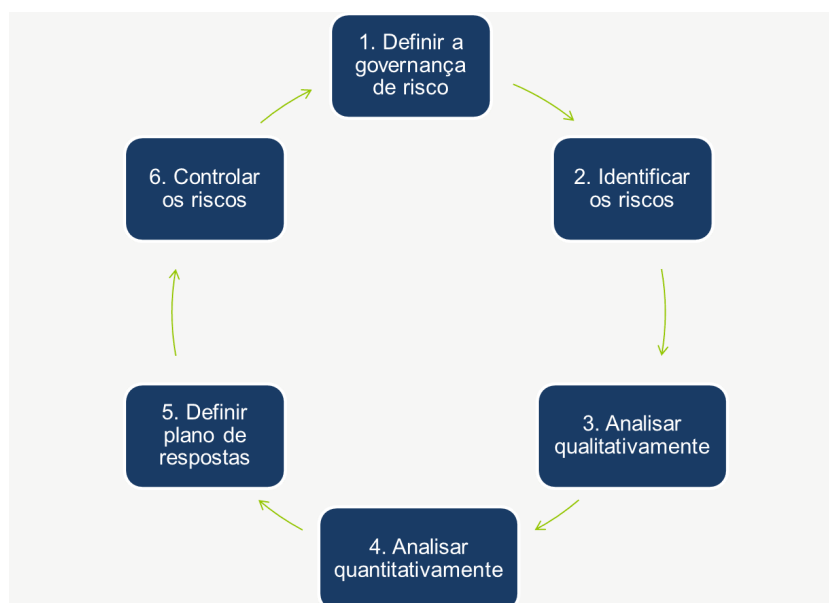 1. Definir a
governança
de risco
2. Identificar
os riscos
3. Analisar
qualitativamente
4. Analisar
quantitativamente
5. Definir
plano de
respostas
6. Controlar
os riscos